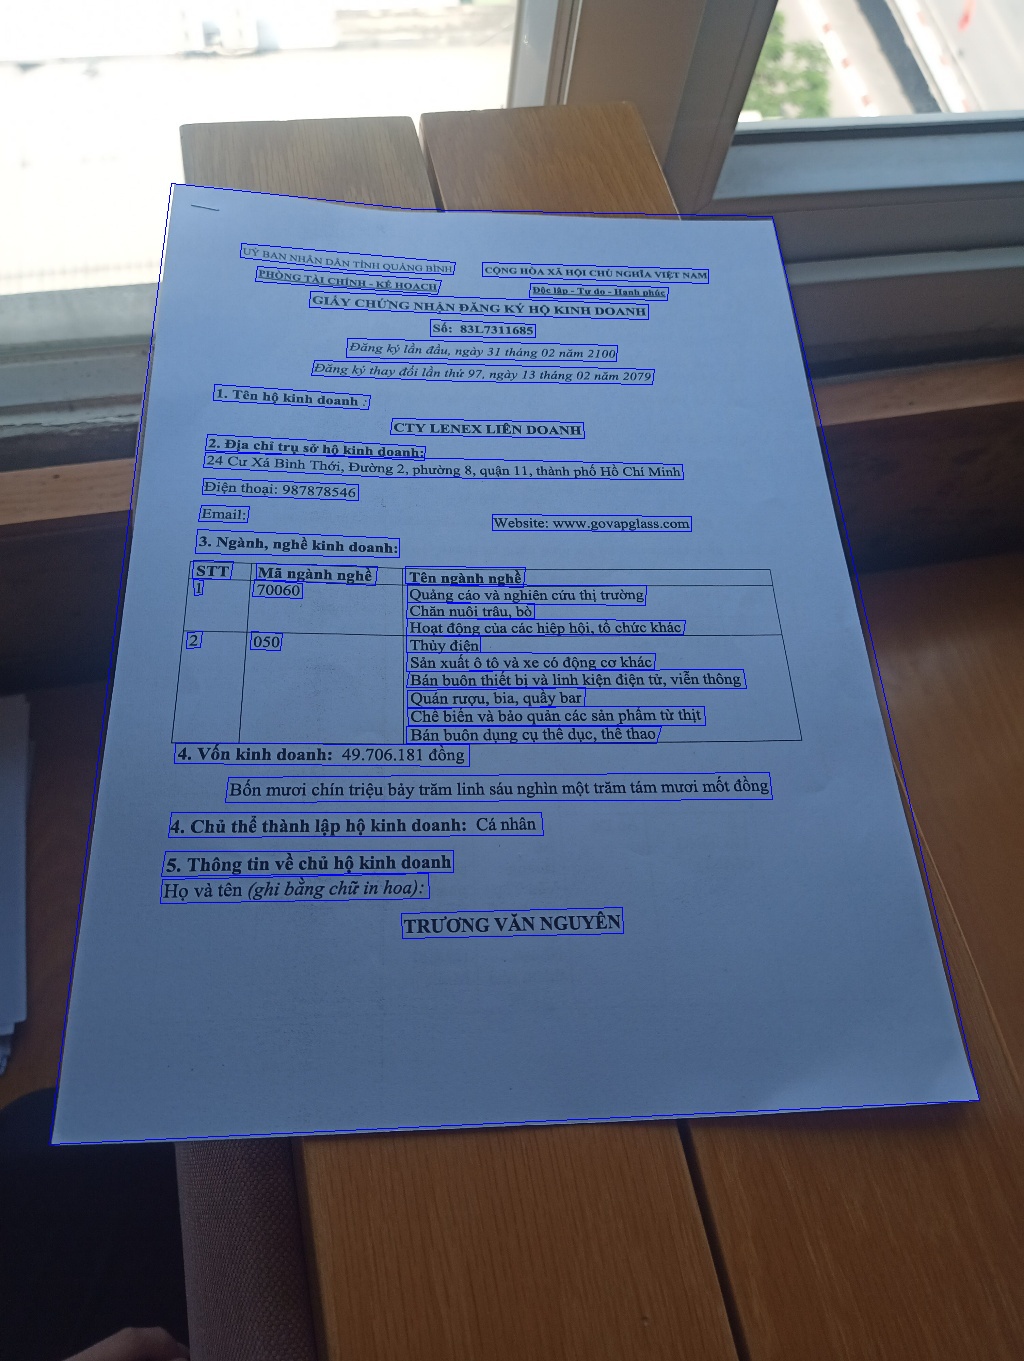 UỶ BAN NHÂN DÂN TỈNH QUẢNG BÌNH
CỘNG HÒA XÃ HỘI CHỦ NGHĨA VIỆT NAM
PHÒNG TÀI CHÍNH - KẾ HOẠCH
Độc lập - Tự do - Hạnh phúc
GIẤY CHỨNG NHẬN ĐĂNG KÝ HỘ KINH DOANH
Số: 83L7311685
Đăng ký lần đầu, ngày 31 tháng 02 năm 2100
Đăng ký thay đổi lần thứ 97, ngày 13 tháng 02 năm 2079
1. Tên hộ kinh doanh :
CTY LENEX LIÊN DOANH
2. Địa chỉ trụ sở hộ kinh doanh:
24 Cư Xá Bình Thới, Đường 2, phường 8, quận 11, thành phố Hồ Chí Minh
Điện thoại: 987878546
Email:
Website: www.govapglass.com
3. Ngành, nghề kinh doanh:
STT Mã ngành nghề Tên ngành nghề
1 70060 Quảng cáo và nghiên cứu thị trường
Chăn nuôi trâu, bò
Hoạt động của các hiệp hội, tổ chức khác
2 050 Thủy điện
Sản xuất ô tô và xe có động cơ khác
Bán buôn thiết bị và linh kiện điện tử, viễn thông
Quán rượu, bia, quầy bar
Chế biến và bảo quản các sản phẩm từ thịt
Bán buôn dụng cụ thể dục, thể thao
4. Vốn kinh doanh: 49.706.181 đồng
Bốn mươi chín triệu bảy trăm linh sáu nghìn một trăm tám mươi mốt đồng
4. Chủ thể thành lập hộ kinh doanh: Cá nhân
5. Thông tin về chủ hộ kinh doanh
Họ và tên (ghi bằng chữ in hoa):
TRƯƠNG VĂN NGUYÊN